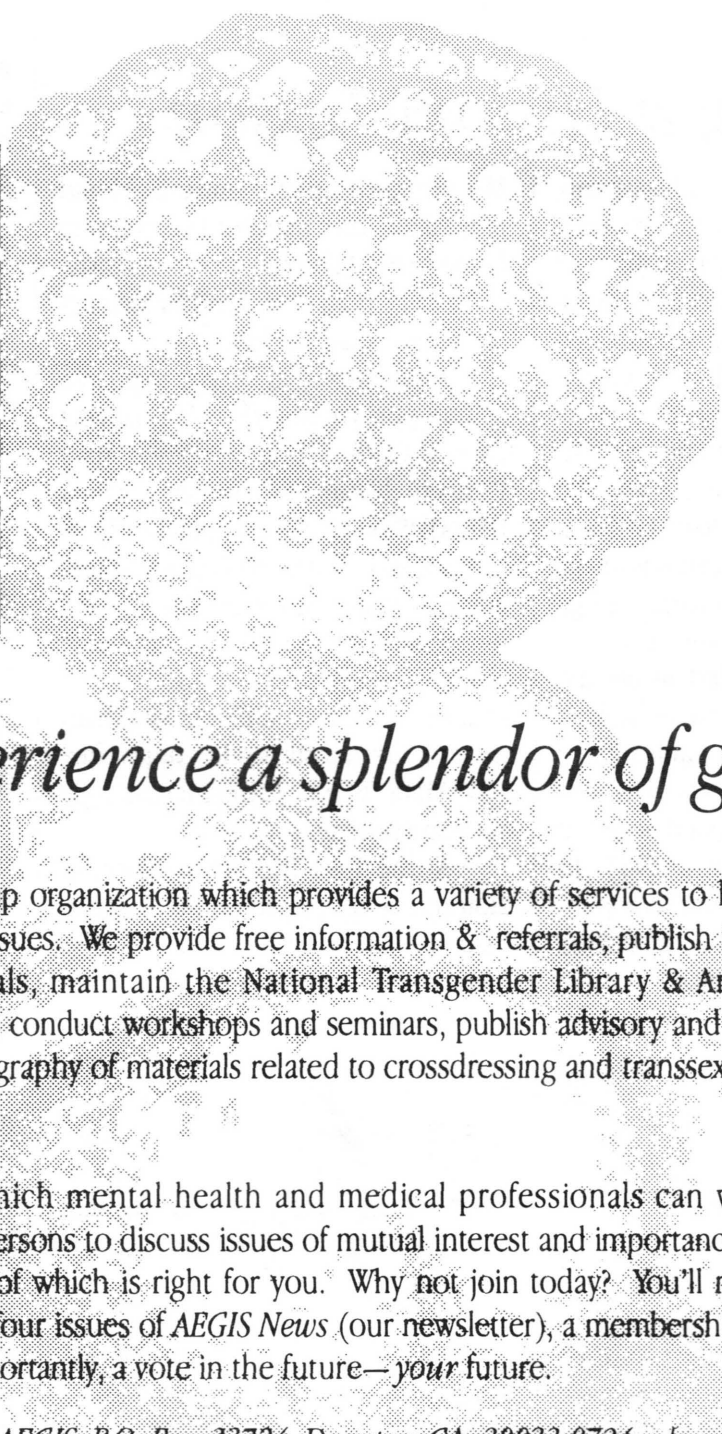 erience a splendor of g
p organization which provides a variety of services to
sues. We provide free information & referrals, publish
als, maintain the National Transgender Library & Ar
conduct workshops and seminars, publish advisory and
graphy of materials related to crossdressing and transsex
hich mental health and medical professionals can
ersons to discuss issues of mutual interest and importanc
of which is right for you. Why not join today? You'll
four issues of AEGIS News (our newsletter), a membersh
ortantly, a vote in the future—your future.